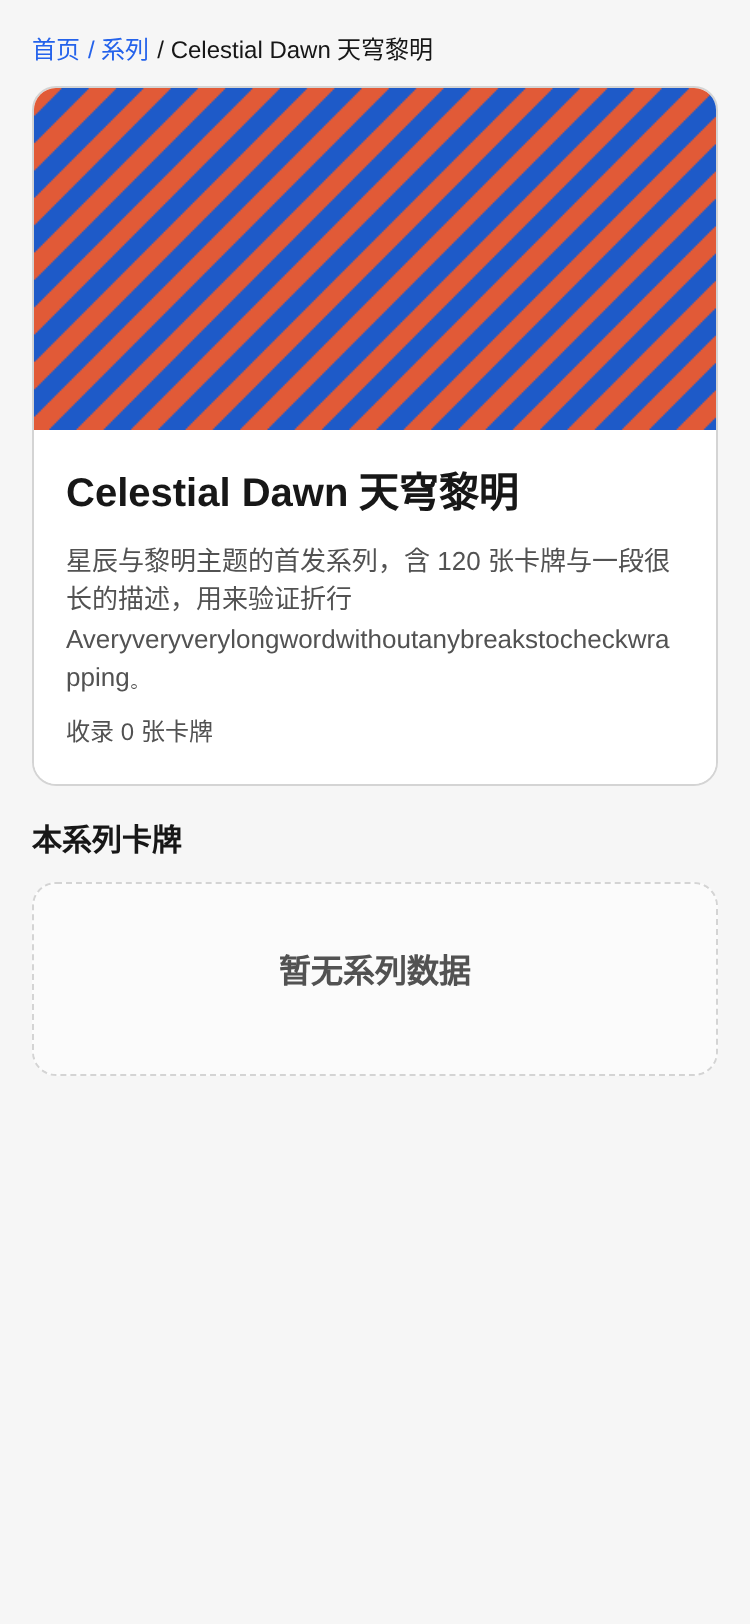 首页 / 系列 / Celestial Dawn 天穹黎明
Celestial Dawn 天穹黎明
星辰与黎明主题的首发系列，含 120 张卡牌与一段很
长的描述，用来验证折行
Averyveryverylongwordwithoutanybreakstocheckwra
pping。
收录 0 张卡牌
本系列卡牌
暂无系列数据